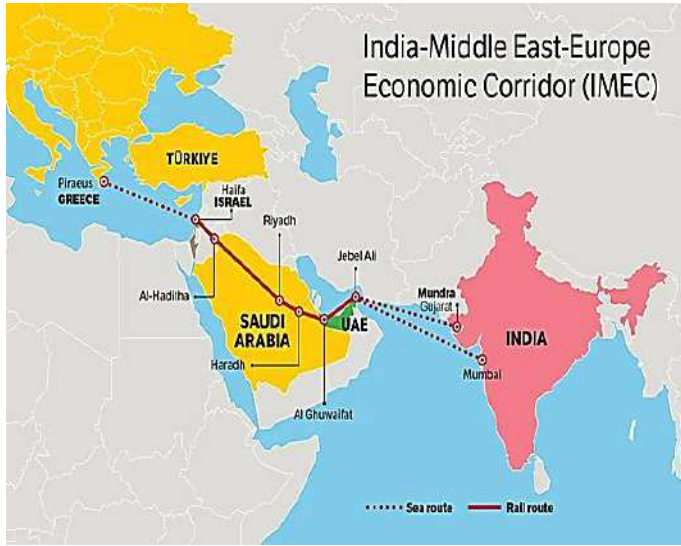 India-Middle East-Europe
Economic Corridor (IMEC)
TÜRKIYE
Piraeus
GREECE
Haifa
ISRAEL
Riyadh
Jebel Ali
Al-Haditha
Mundra
Gujarat
SAUDI
ARABIA
UAE
INDIA
Haradh
Mumbai
Al Ghuwaifat
Sea route
Rail route